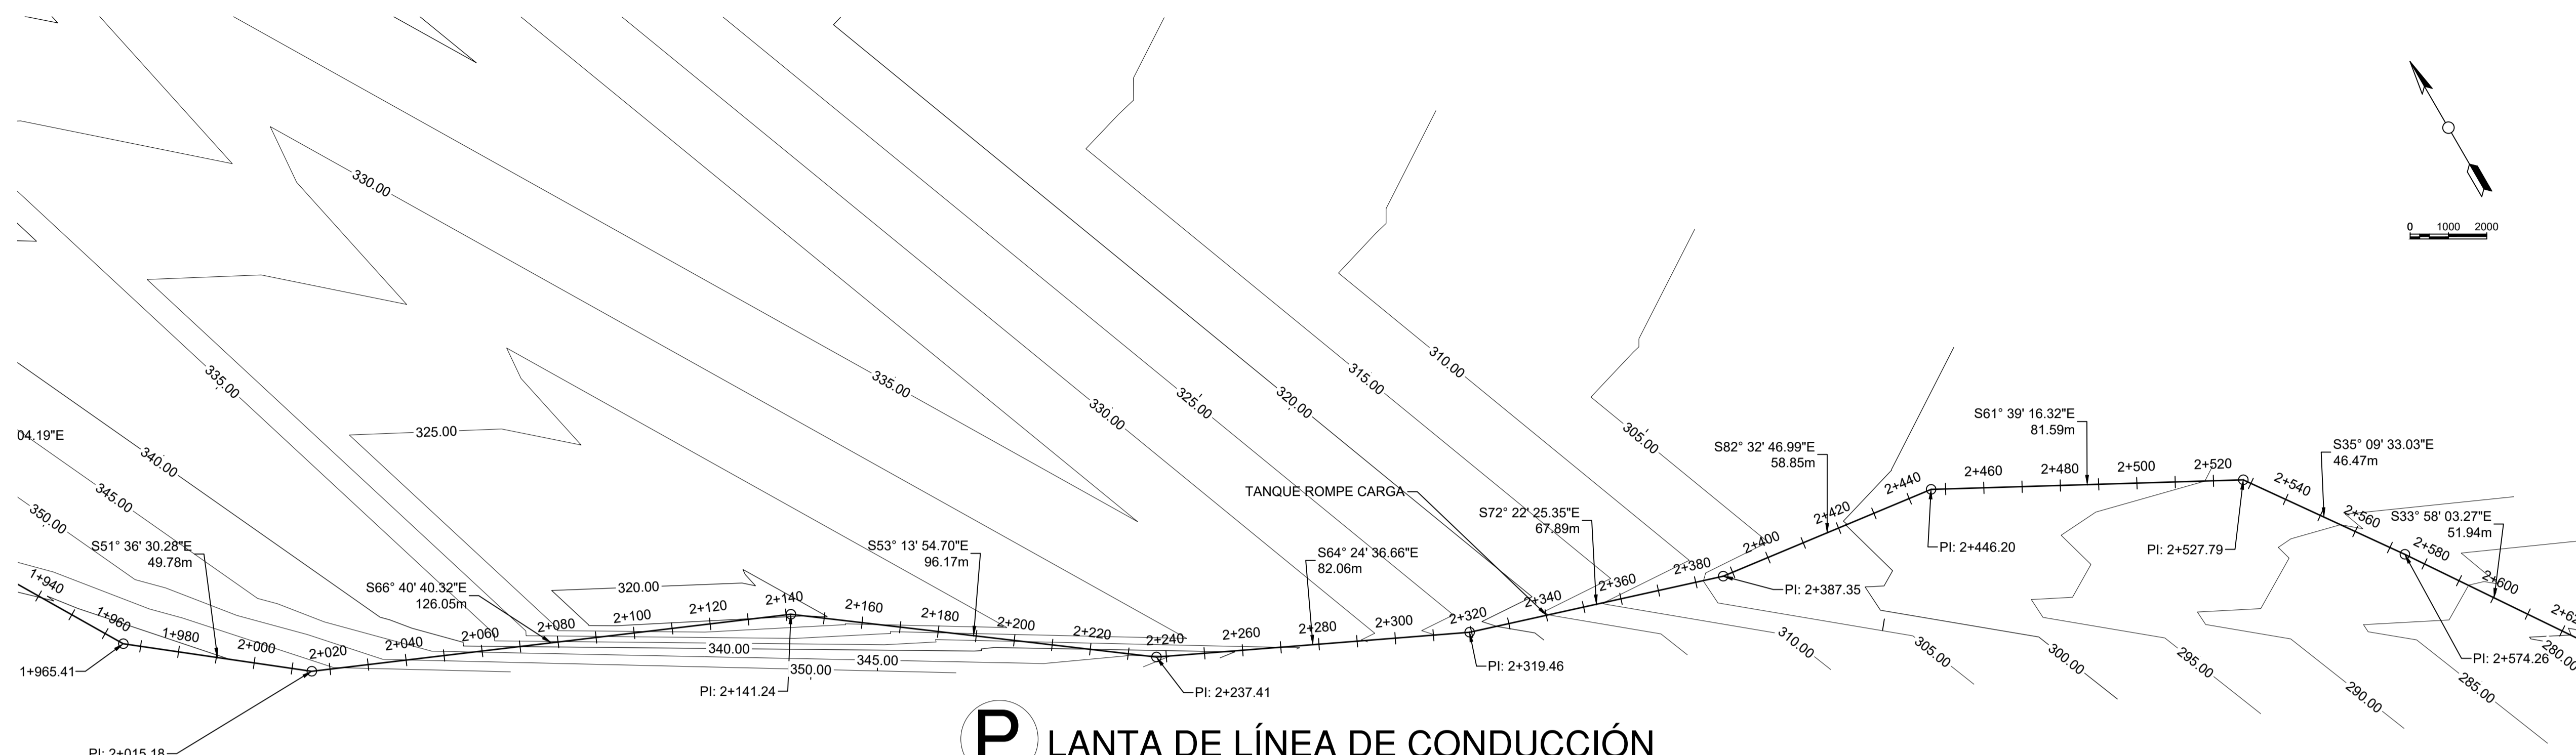 0 1000 2000
330.00
310.00
315.00
335.00
335.00
325.00
320.00
330.00
325.00
305.00
340.00
345.00
350.00
04.19"E
S51° 36' 30.28"E
49.78m
S66° 40' 40.32"E
126.05m
S53° 13' 54.70"E
96.17m
S64° 24' 36.66"E
82.06m
TANQUE ROMPE CARGA
S72° 22' 25.35"E
67.89m
S82° 32' 46.99"E
58.85m
S61° 39' 16.32"E
81.59m
S35° 09' 33.03"E
46.47m
S33° 58' 03.27"E
51.94m
1+940
1+960
1+980
2+000
2+020
2+040
2+060
2+080
2+100
2+120
2+140
2+160
2+180
2+200
2+220
2+240
2+260
2+280
2+300
2+320
2+340
2+360
2+380
2+400
2+420
2+440
2+460
2+480
2+500
2+520
2+540
2+560
2+580
2+600
320.00
340.00
345.00
350.00
310.00
305.00
300.00
295.00
290.00
285.00
280.00
1+965.41
PI: 2+015.18
PI: 2+141.24
PI: 2+237.41
PI: 2+319.46
PI: 2+387.35
PI: 2+446.20
PI: 2+527.79
PI: 2+574.26
PLANTA DE LÍNEA DE CONDUCCIÓN